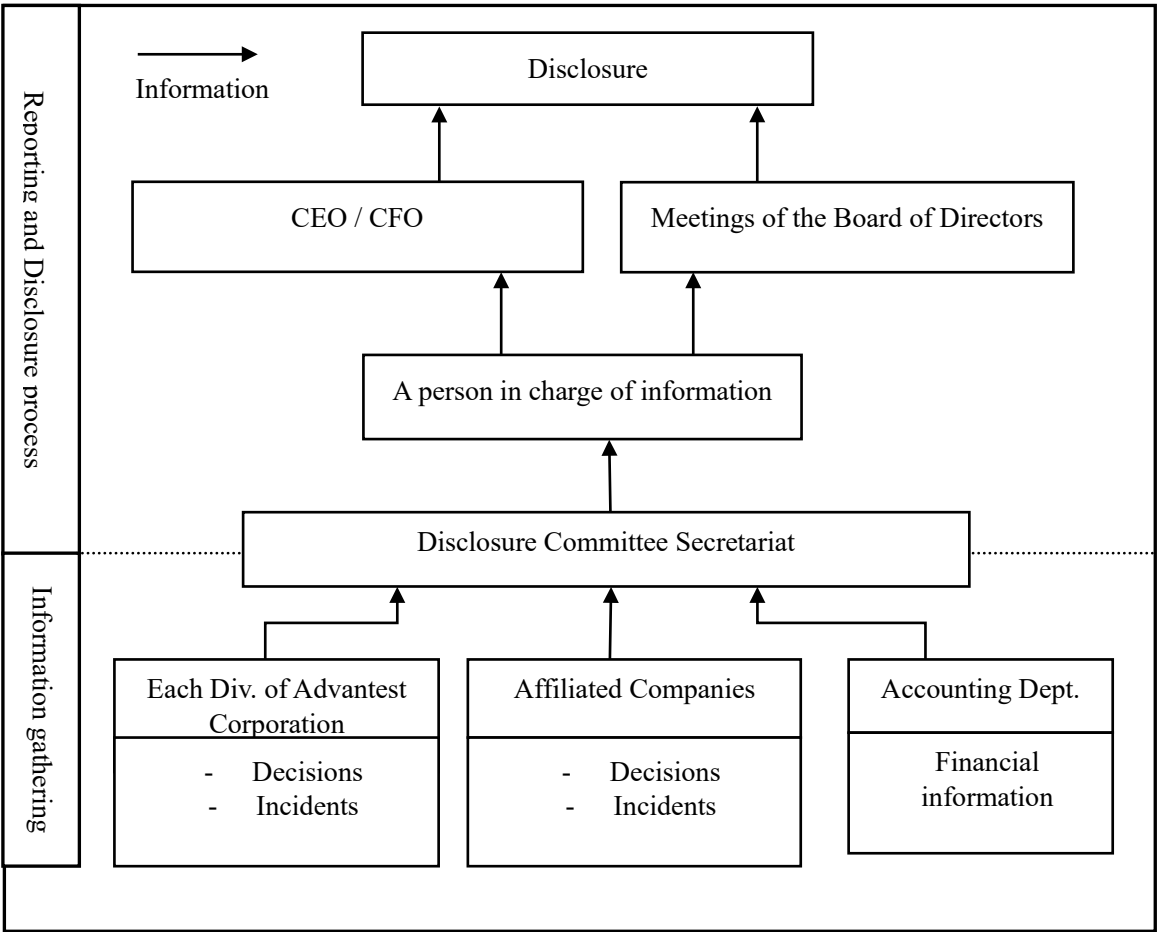 Information
Disclosure
Reporting and Disclosure process
CEO / CFO
Meetings of the Board of Directors
A person in charge of information
Disclosure Committee Secretariat
Information gathering
Each Div. of Advantest
Corporation
- Decisions
- Incidents
Affiliated Companies
- Decisions
- Incidents
Accounting Dept.
Financial
information